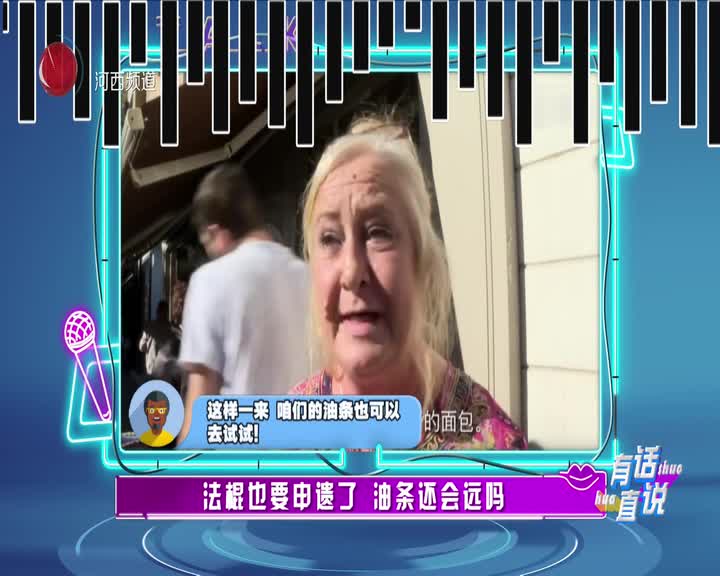 河西频道
这样一来 咱们的油条也可以
去试试!
的面包。
法棍也要申遗了 油条还会远吗
有话
shuo
hua
直说